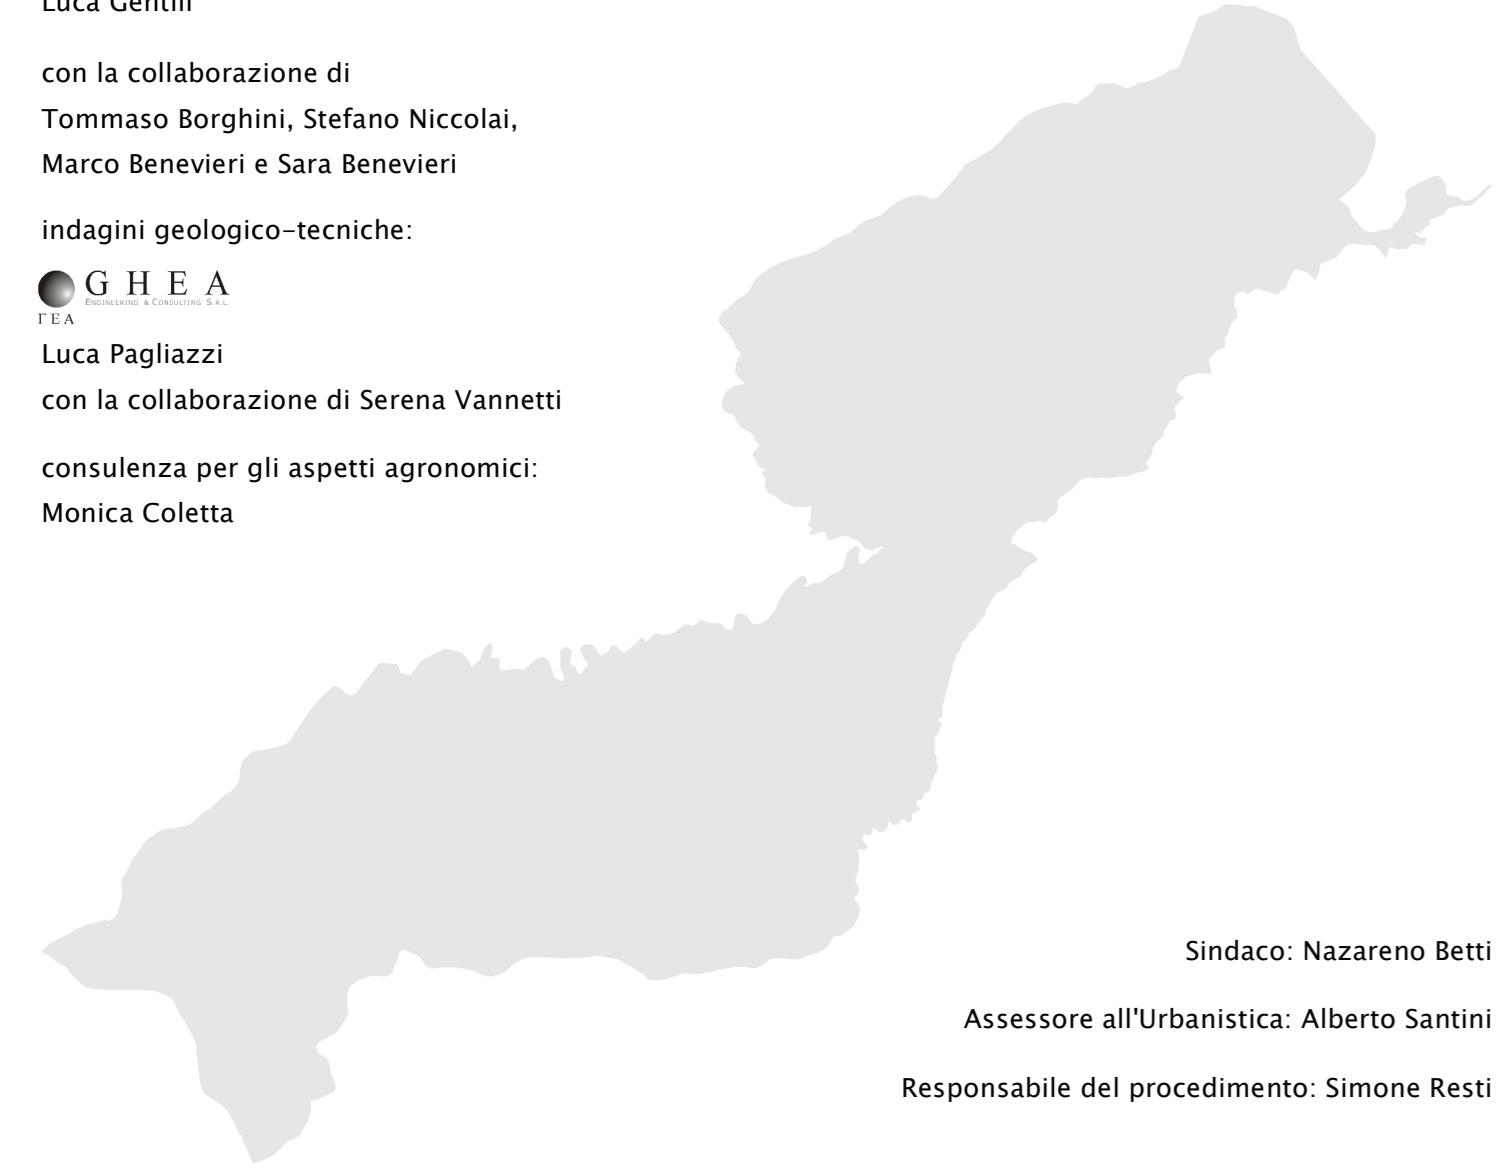 Luca Gentili
con la collaborazione di
Tommaso Borghini, Stefano Niccolai,
Marco Benevieri e Sara Benevieri
indagini geologico-tecniche:
GHEA
ENGINEERING & CONSULTING S.R.L.
ΓΕΑ
Luca Pagliazzi
con la collaborazione di Serena Vannetti
consulenza per gli aspetti agronomici:
Monica Coletta
Sindaco: Nazareno Betti
Assessore all'Urbanistica: Alberto Santini
Responsabile del procedimento: Simone Resti